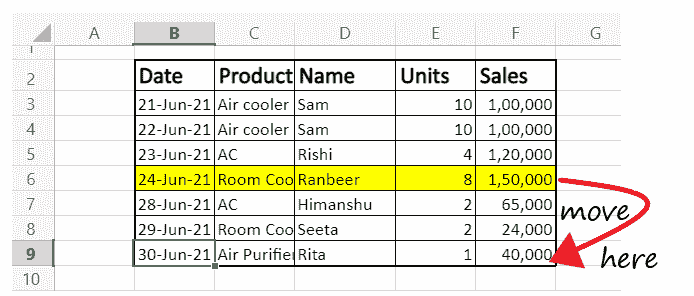 A B C D E F G
1
2 Date Product Name Units Sales
3 21-Jun-21 Air cooler Sam 10 1,00,000
4 22-Jun-21 Air cooler Sam 10 1,00,000
5 23-Jun-21 AC Rishi 4 1,20,000
6 24-Jun-21 Room Coo Ranbeer 8 1,50,000
7 28-Jun-21 AC Himanshu 2 65,000
move
8 29-Jun-21 Room Coo Seeta 2 24,000
9 30-Jun-21 Air Purifier Rita 1 40,000
here
10